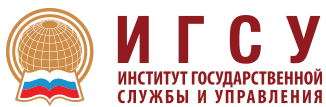 ИГСУ
ИНСТИТУТ ГОСУДАРСТВЕННОЙ
СЛУЖБЫ И УПРАВЛЕНИЯ